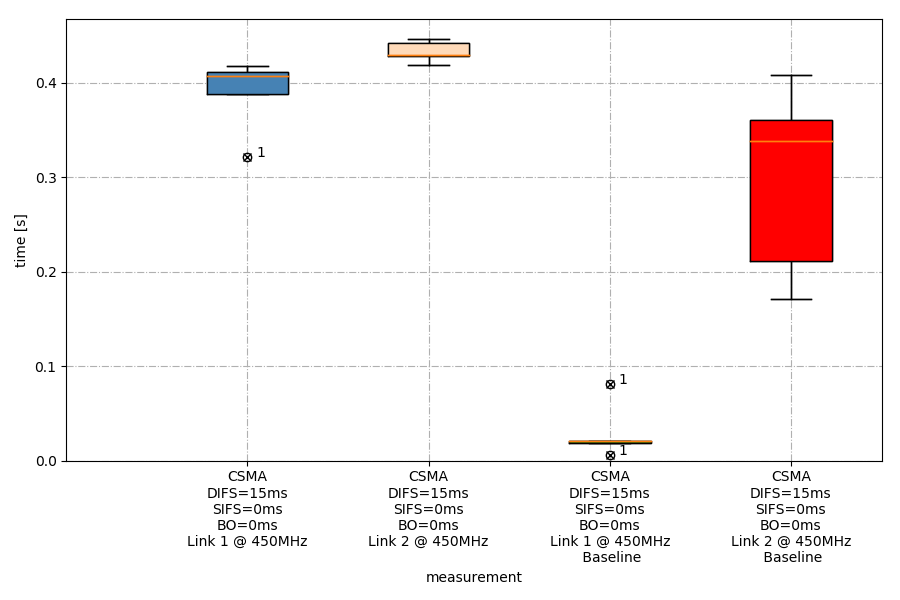 time [s]
0.4
0.3
0.2
0.1
0.0
1
1
1
CSMA
DIFS=15ms
SIFS=0ms
BO=0ms
Link 1 @ 450MHz
CSMA
DIFS=15ms
SIFS=0ms
BO=0ms
Link 2 @ 450MHz
CSMA
DIFS=15ms
SIFS=0ms
BO=0ms
Link 1 @ 450MHz
Baseline
CSMA
DIFS=15ms
SIFS=0ms
BO=0ms
Link 2 @ 450MHz
Baseline
measurement